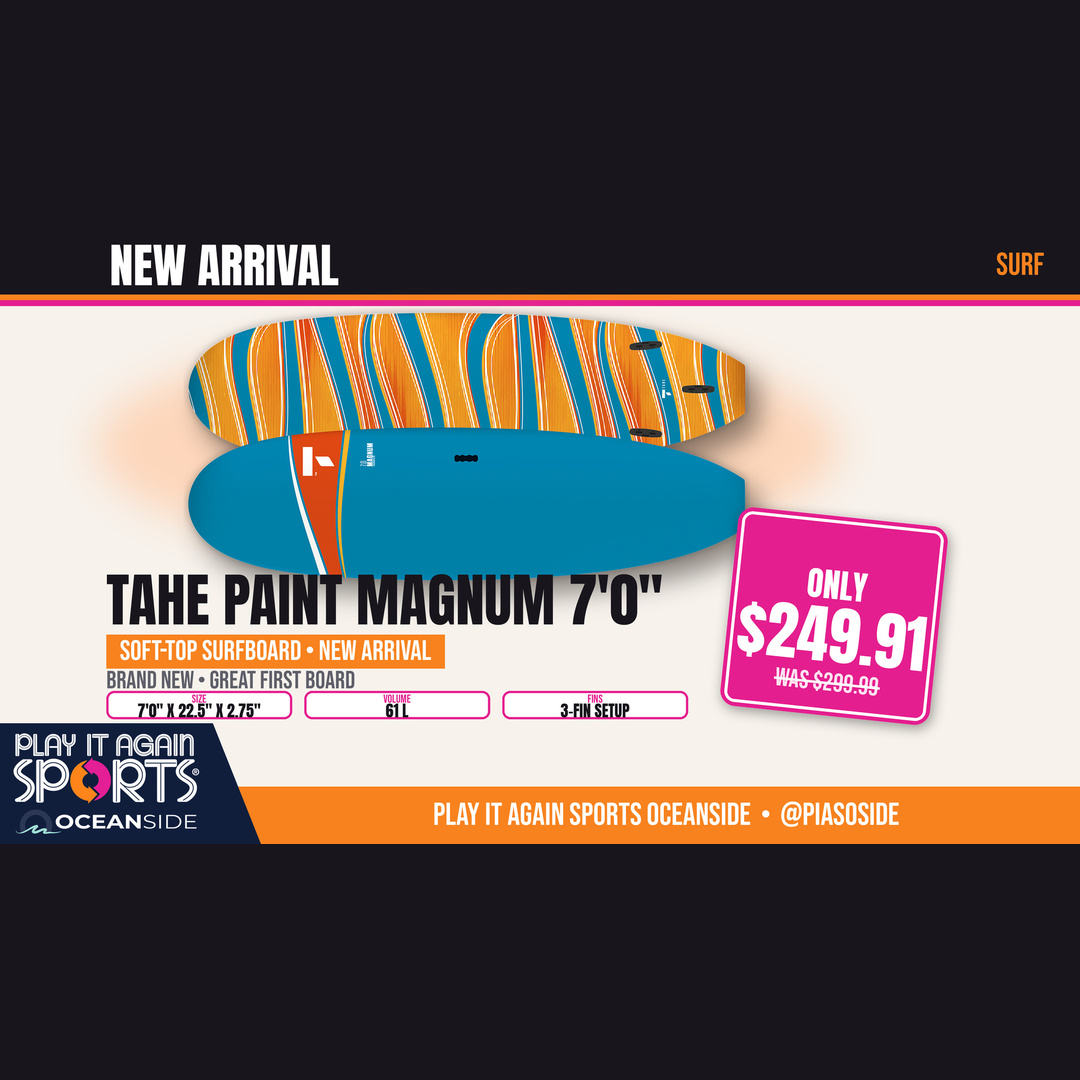 NEW ARRIVAL
SURF
MAGNUM
TAHE PAINT MAGNUM 7'0"
SOFT-TOP SURFBOARD • NEW ARRIVAL
BRAND NEW • GREAT FIRST BOARD
SIZE
7'0" X 22.5" X 2.75"
VOLUME
61 L
FINS
3-FIN SETUP
ONLY
$249.91
WAS $299.99
PLAY IT AGAIN
SPORTS®
OCEANSIDE
PLAY IT AGAIN SPORTS OCEANSIDE • @PIASOSIDE